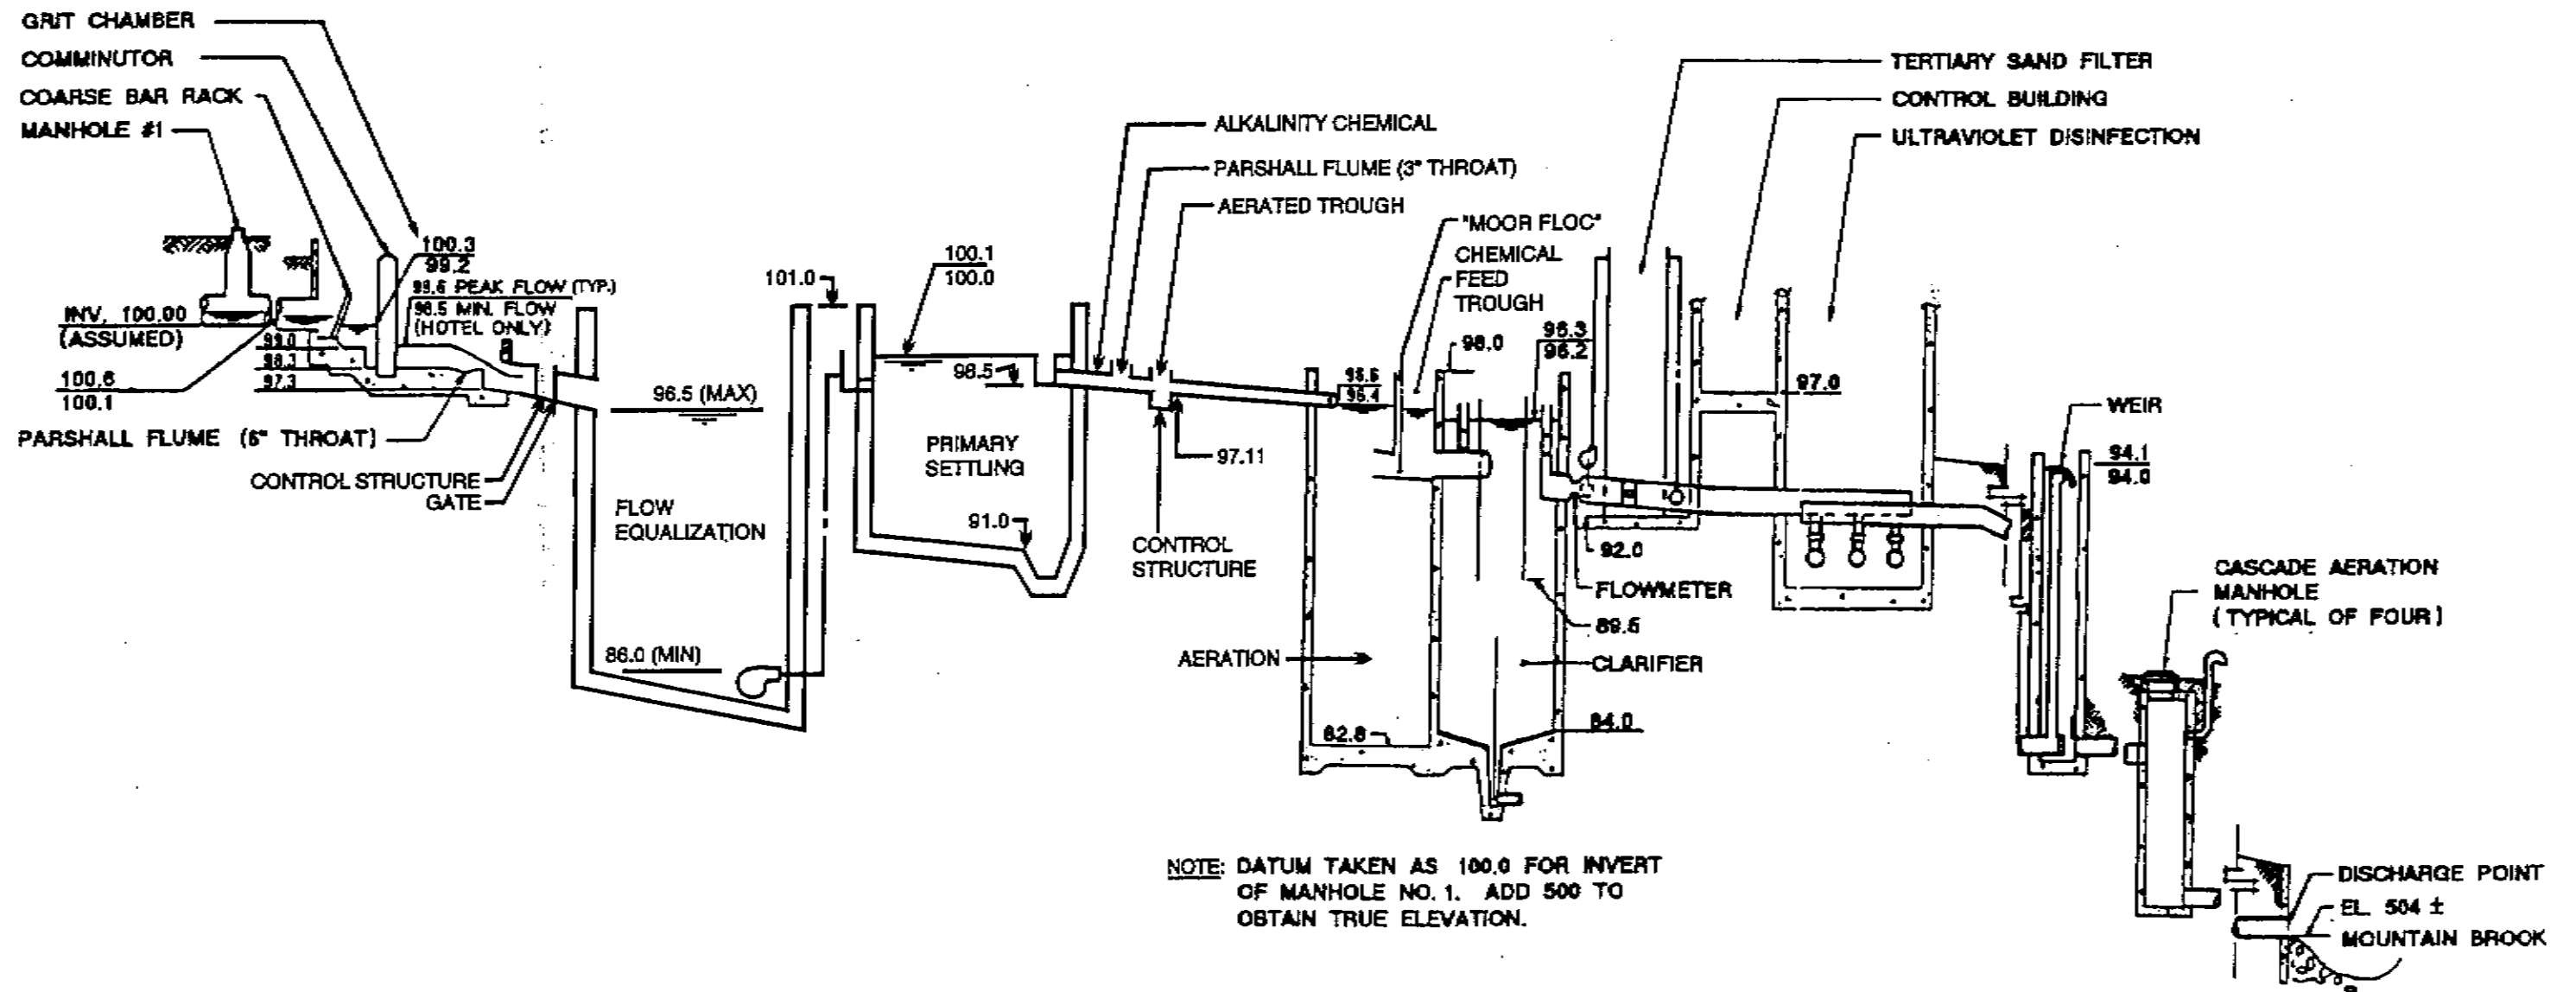 GRIT CHAMBER
COMMINUTOR
COARSE BAR RACK
MANHOLE #1
INV. 100.00
(ASSUMED)
100.6
100.1
99.0
98.3
97.3
100.3
99.2
99.6 PEAK FLOW (TYP.)
98.5 MIN. FLOW
(HOTEL ONLY)
PARSHALL FLUME (6" THROAT)
CONTROL STRUCTURE
GATE
96.5 (MAX)
FLOW
EQUALIZATION
86.0 (MIN)
101.0
100.1
100.0
98.5
PRIMARY
SETTLING
91.0
ALKALINITY CHEMICAL
PARSHALL FLUME (3" THROAT)
AERATED TROUGH
97.11
CONTROL
STRUCTURE
"MOOR FLOC"
CHEMICAL
FEED
TROUGH
98.0
96.4
96.3
96.2
AERATION
82.8
92.0
FLOWMETER
89.5
CLARIFIER
84.0
TERTIARY SAND FILTER
CONTROL BUILDING
ULTRAVIOLET DISINFECTION
97.0
WEIR
94.1
94.0
CASCADE AERATION
MANHOLE
(TYPICAL OF FOUR)
DISCHARGE POINT
EL. 504 ±
MOUNTAIN BROOK
NOTE: DATUM TAKEN AS 100.0 FOR INVERT
OF MANHOLE NO. 1. ADD 500 TO
OBTAIN TRUE ELEVATION.